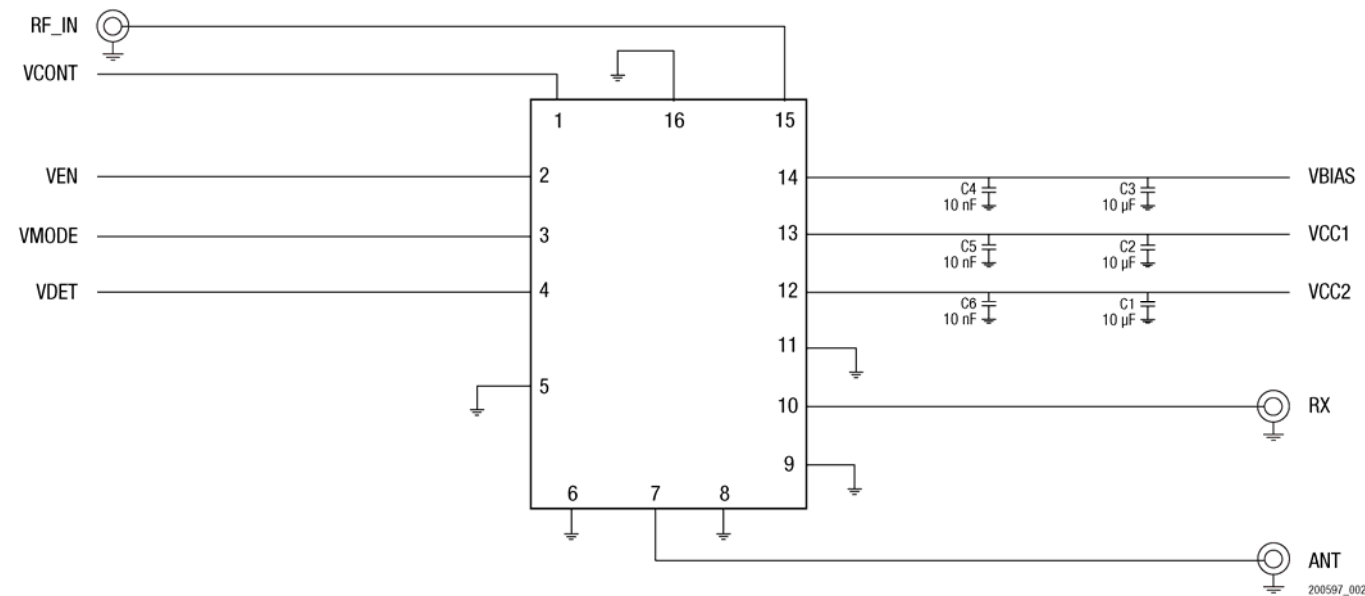 RF_IN
VCONT
1
16
15
VEN
2
14
VBIAS
C4
10 nF
C3
10 µF
VMODE
3
13
VCC1
C5
10 nF
C2
10 µF
VDET
4
12
VCC2
C6
10 nF
C1
10 µF
11
5
10
RX
9
6
7
8
ANT
200597_002